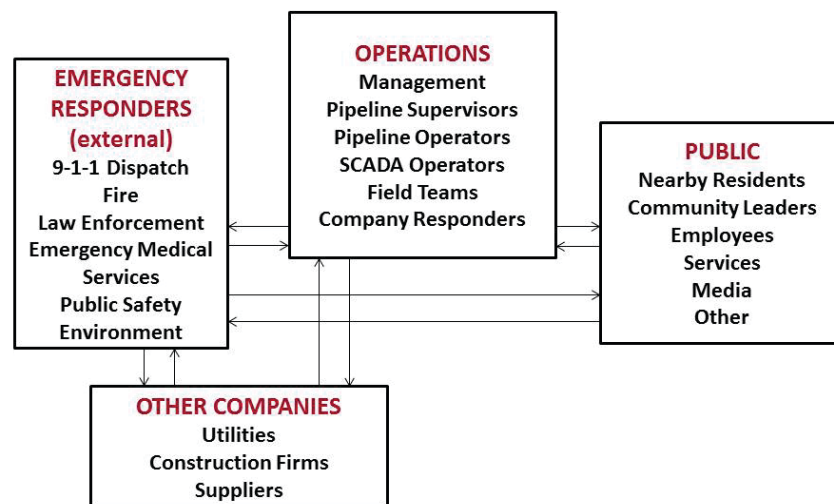 OPERATIONS
Management
Pipeline Supervisors
Pipeline Operators
SCADA Operators
Field Teams
Company Responders
EMERGENCY
RESPONDERS
(external)
9-1-1 Dispatch
Fire
Law Enforcement
Emergency Medical
Services
Public Safety
Environment
PUBLIC
Nearby Residents
Community Leaders
Employees
Services
Media
Other
OTHER COMPANIES
Utilities
Construction Firms
Suppliers